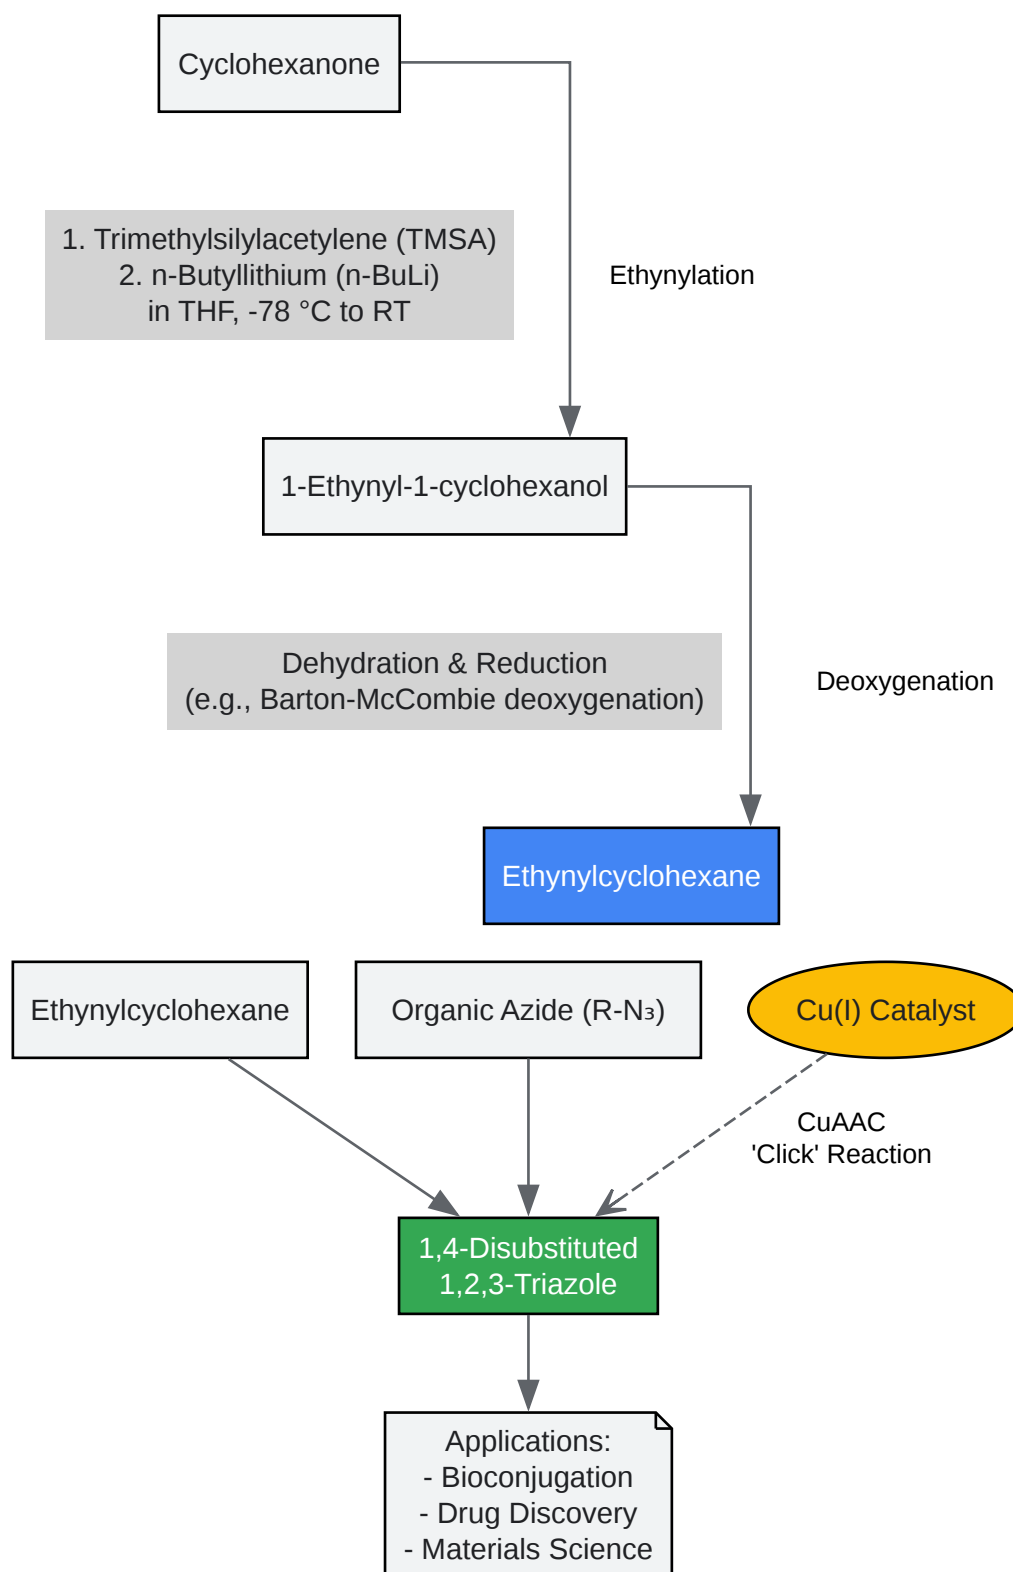 Cyclohexanone
1. Trimethylsilylacetylene (TMSA)
2. n-Butyllithium (n-BuLi)
in THF, -78 °C to RT
Ethynylation
1-Ethynyl-1-cyclohexanol
Dehydration & Reduction
(e.g., Barton-McCombie deoxygenation)
Deoxygenation
Ethynylcyclohexane
Ethynylcyclohexane
Organic Azide (R-N₃)
Cu(I) Catalyst
CuAAC
'Click' Reaction
1,4-Disubstituted
1,2,3-Triazole
Applications:
- Bioconjugation
- Drug Discovery
- Materials Science